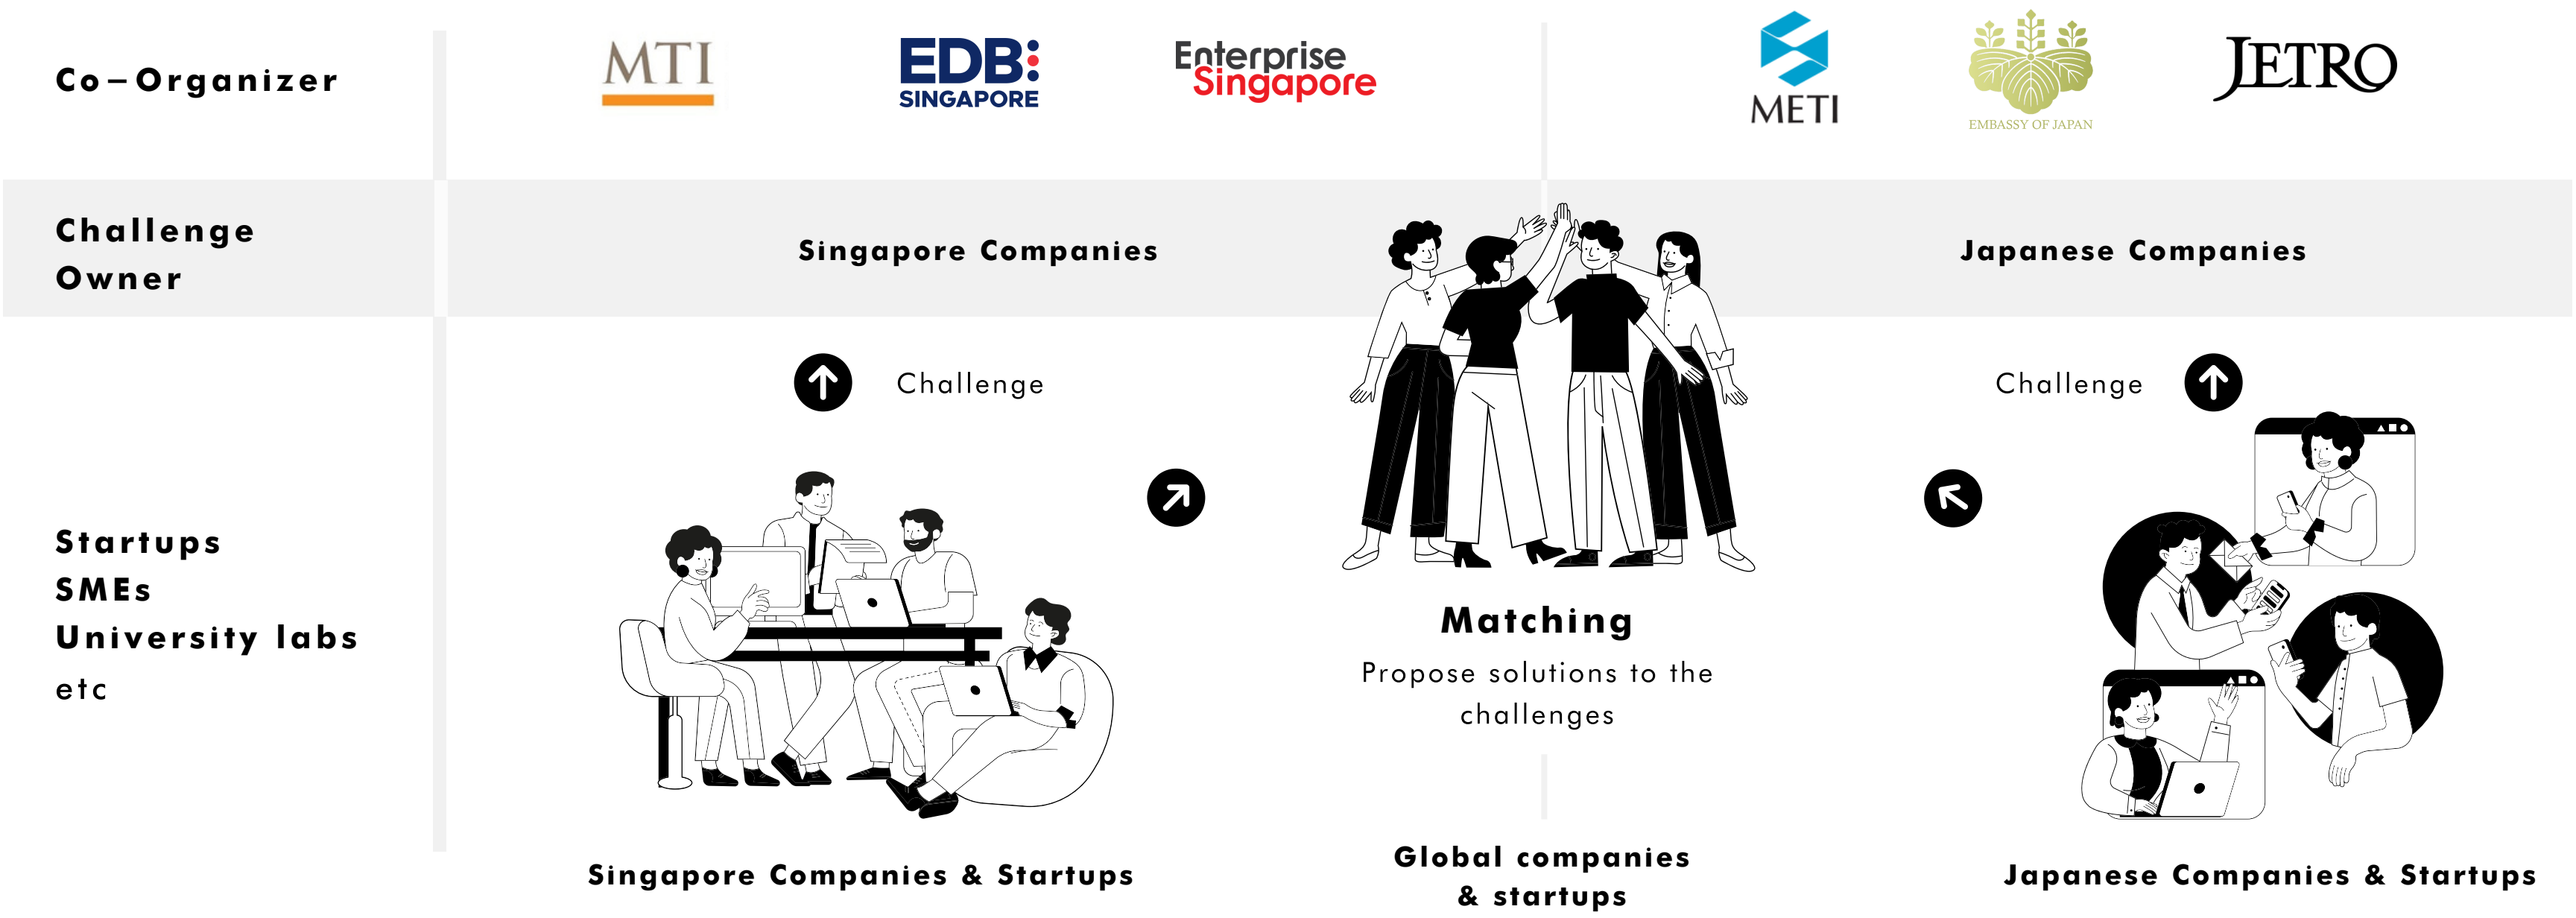 Co–Organizer
MTI
EDB:
SINGAPORE
Enterprise
Singapore
METI
EMBASSY OF JAPAN
JETRO
Challenge
Owner
Singapore Companies
Japanese Companies
Challenge
Challenge
Startups
SMEs
University labs
etc
Matching
Propose solutions to the
challenges
Singapore Companies & Startups
Global companies
& startups
Japanese Companies & Startups